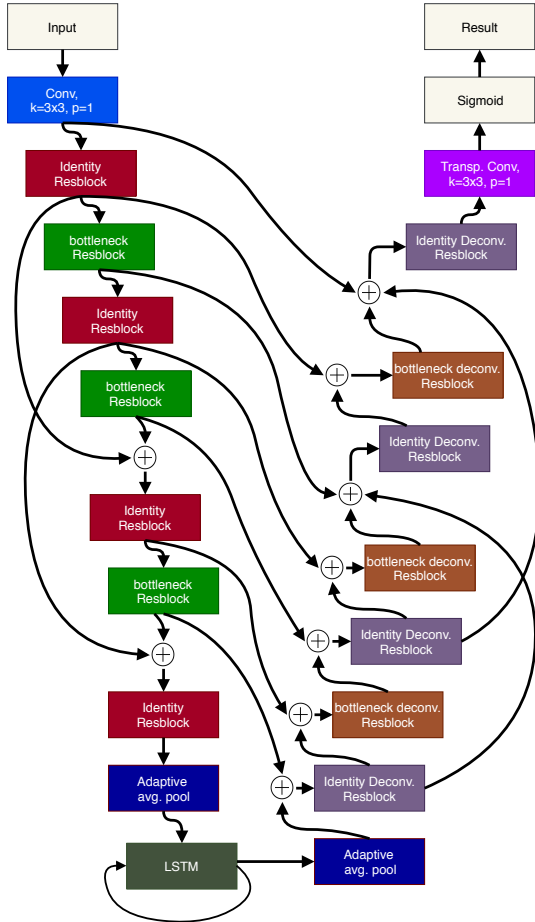 Input
Conv,
k=3x3, p=1
Identity
Resblock
bottleneck
Resblock
Identity
Resblock
bottleneck
Resblock
Identity
Resblock
bottleneck
Resblock
Identity
Resblock
Adaptive
avg. pool
LSTM
Adaptive
avg. pool
Identity Deconv.
Resblock
bottleneck deconv.
Resblock
Identity Deconv.
Resblock
bottleneck deconv.
Resblock
Identity Deconv.
Resblock
bottleneck deconv.
Resblock
Identity Deconv.
Resblock
Transp. Conv,
k=3x3, p=1
Sigmoid
Result